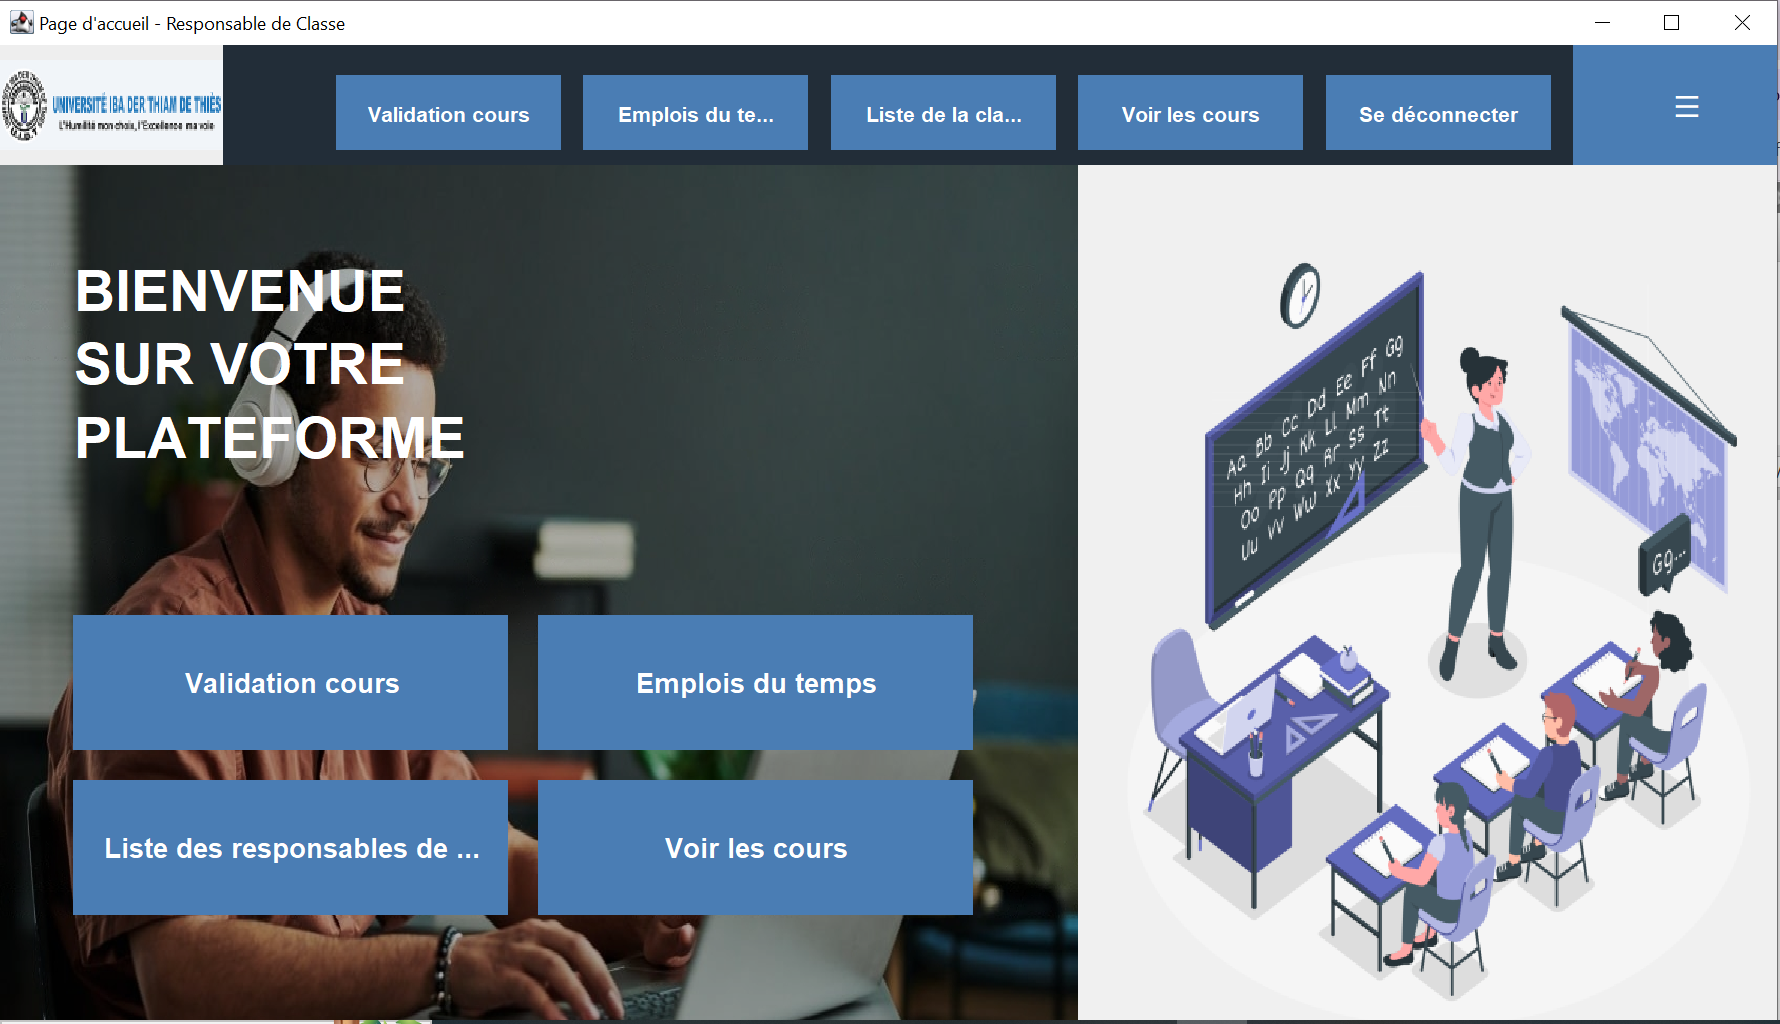 Page d'accueil - Responsable de Classe
UNIVERSITÉ IBA DER THIAM DE THIÈS
L'Humilité mon choix, l'Excellence ma voie
Validation cours
Emplois du te...
Liste de la cla...
Voir les cours
Se déconnecter
BIENVENUE
SUR VOTRE
PLATEFORME
Validation cours
Emplois du temps
Liste des responsables de ...
Voir les cours
Aa Bb Cc Dd Ee Ff Gg
Hh Ii Jj Kk Ll Mm Nn
Oo Pp Qq Rr Ss Tt
Uu Vv Ww Xx Yy Zz
Gg...